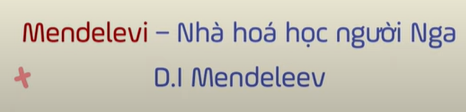 Mendelevi – Nhà hoá học người Nga
D.I Mendeleev